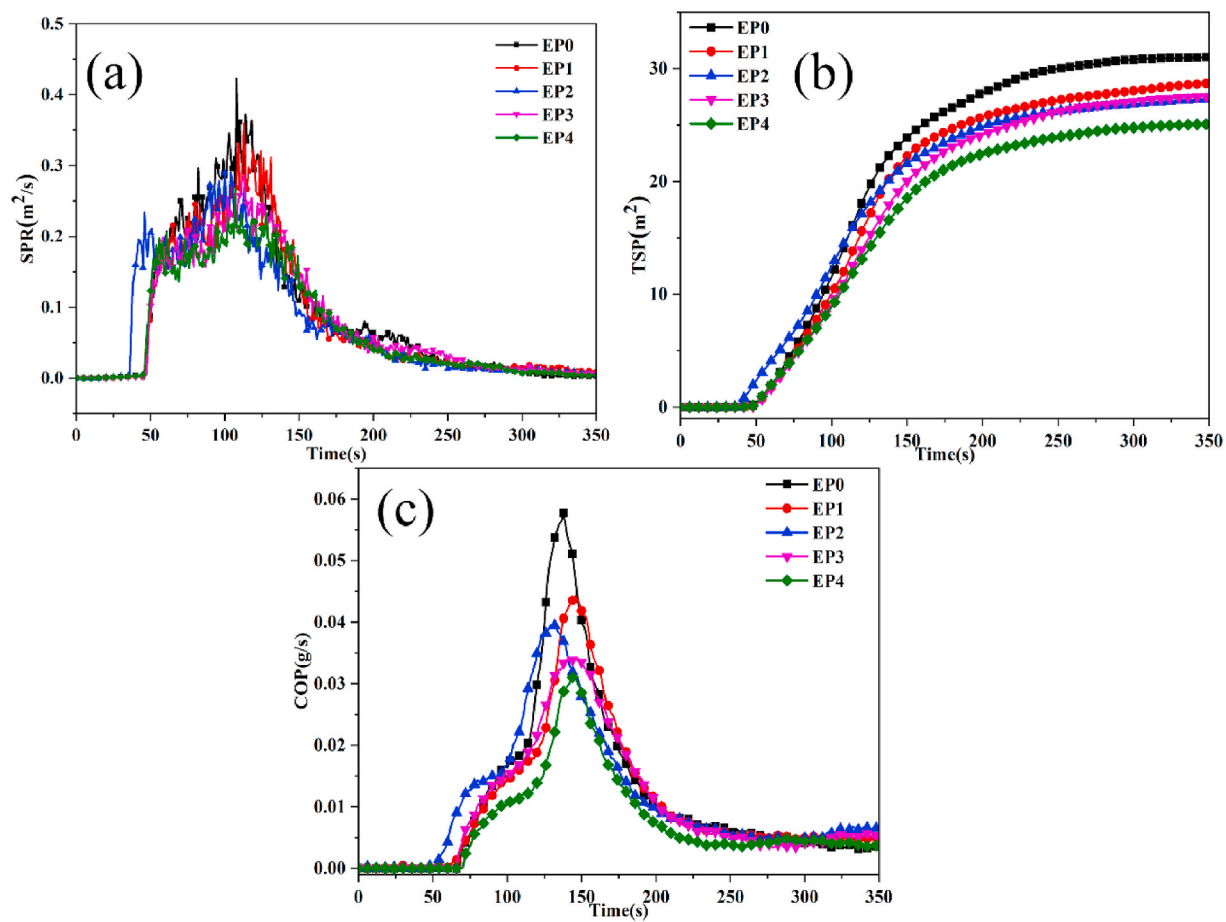 (a)
0.5
0.4
0.3
0.2
0.1
0.0
SPR(m²/s)
EP0
EP1
EP2
EP3
EP4
0 50 100 150 200 250 300 350
Time(s)
(b)
30
20
10
0
TSP(m²)
EP0
EP1
EP2
EP3
EP4
0 50 100 150 200 250 300 350
Time(s)
(c)
0.06
0.05
0.04
0.03
0.02
0.01
0.00
COP(g/s)
EP0
EP1
EP2
EP3
EP4
0 50 100 150 200 250 300 350
Time(s)